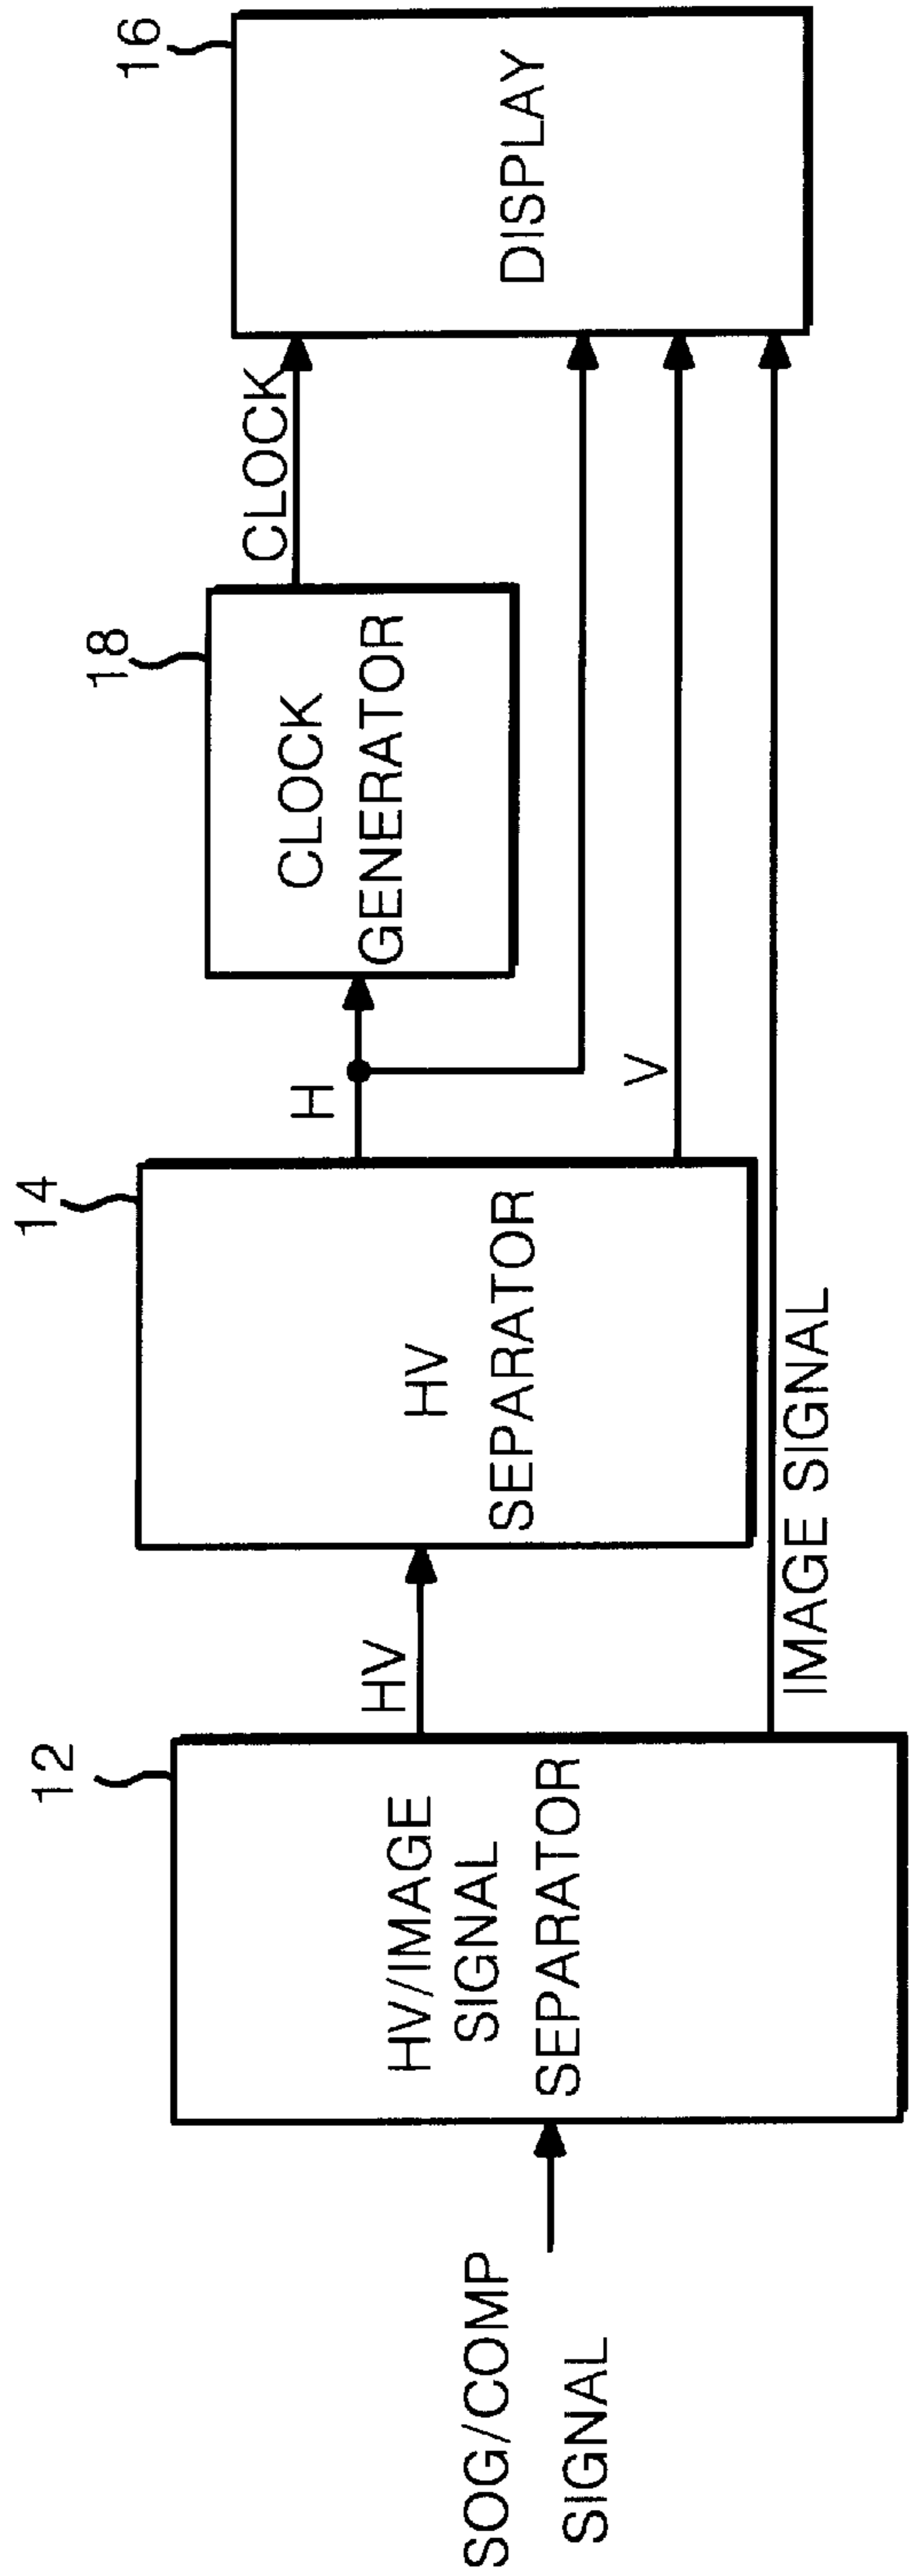 SOG/COMP
SIGNAL
12
HV/IMAGE
SIGNAL
SEPARATOR
HV
IMAGE SIGNAL
14
HV
SEPARATOR
H
V
18
CLOCK
GENERATOR
CLOCK
16
DISPLAY